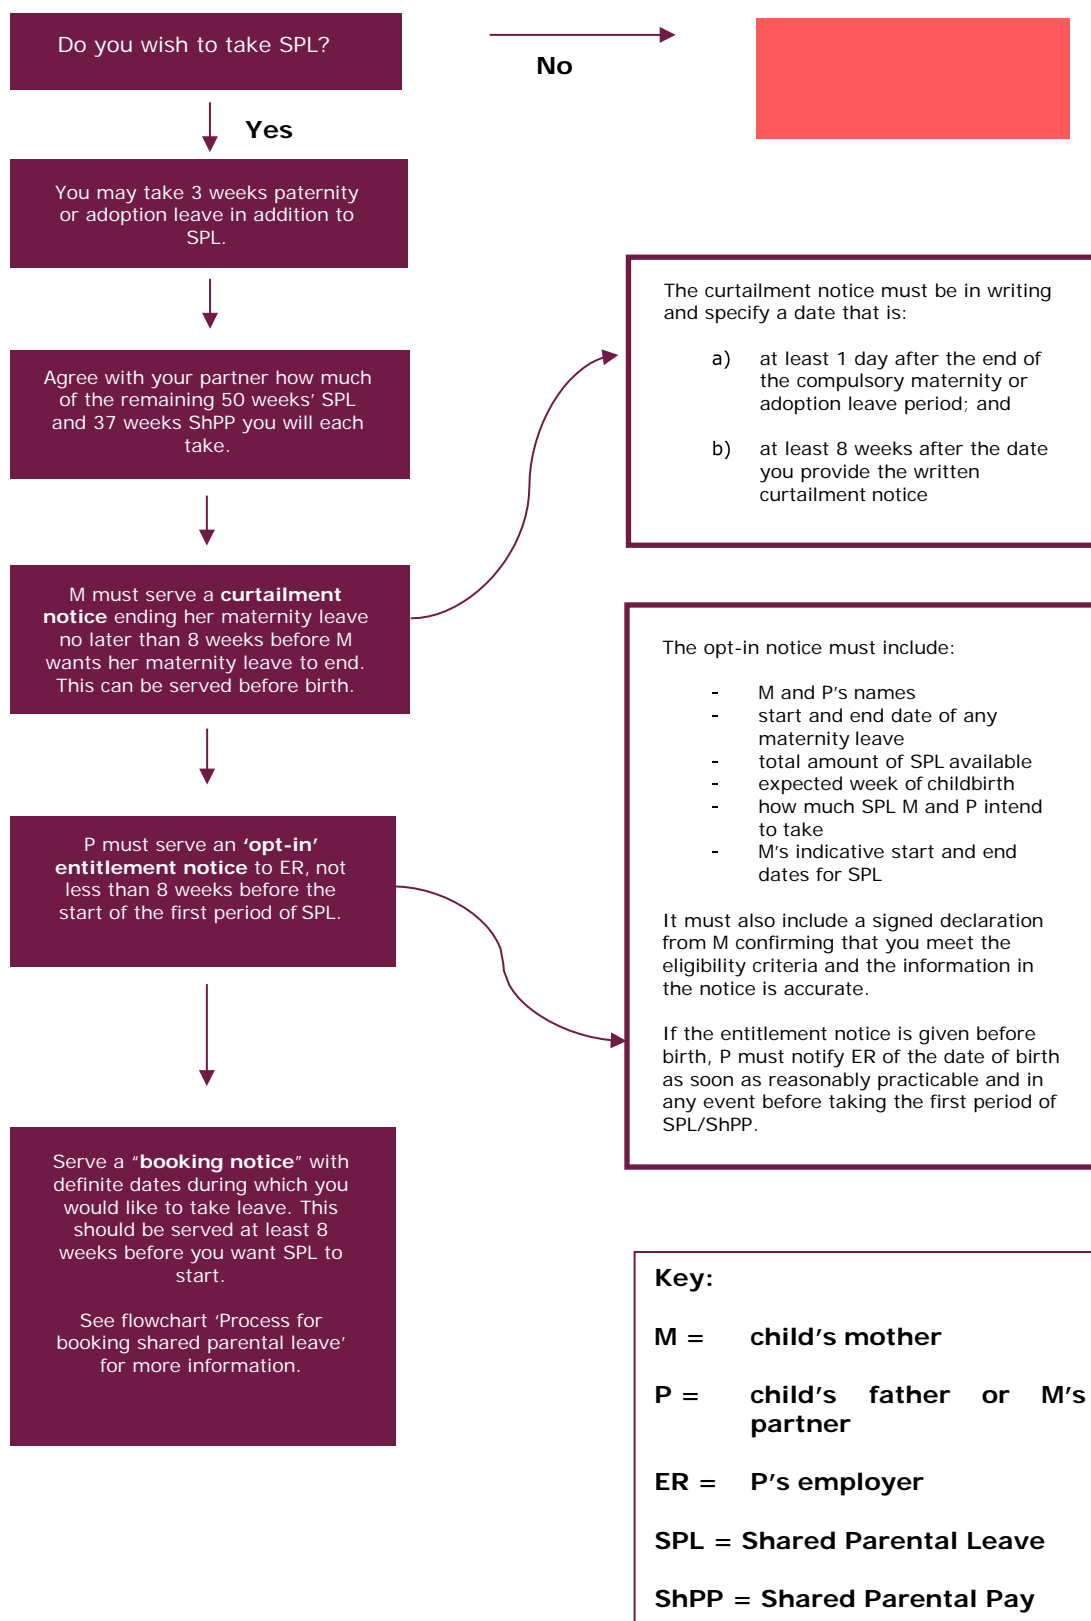 Do you wish to take SPL?
No
Yes
You may take 3 weeks paternity
or adoption leave in addition to
SPL.
Agree with your partner how much
of the remaining 50 weeks’ SPL
and 37 weeks ShPP you will each
take.
M must serve a curtailment
notice ending her maternity leave
no later than 8 weeks before M
wants her maternity leave to end.
This can be served before birth.
P must serve an ‘opt-in’
entitlement notice to ER, not
less than 8 weeks before the
start of the first period of SPL.
Serve a “booking notice” with
definite dates during which you
would like to take leave. This
should be served at least 8
weeks before you want SPL to
start.
See flowchart ‘Process for
booking shared parental leave’
for more information.
The curtailment notice must be in writing
and specify a date that is:
a) at least 1 day after the end of
the compulsory maternity or
adoption leave period; and
b) at least 8 weeks after the date
you provide the written
curtailment notice
The opt-in notice must include:
- M and P’s names
- start and end date of any
maternity leave
- total amount of SPL available
- expected week of childbirth
- how much SPL M and P intend
to take
- M’s indicative start and end
dates for SPL
It must also include a signed declaration
from M confirming that you meet the
eligibility criteria and the information in
the notice is accurate.
If the entitlement notice is given before
birth, P must notify ER of the date of birth
as soon as reasonably practicable and in
any event before taking the first period of
SPL/ShPP.
Key:
M = child’s mother
P = child’s father or M’s
partner
ER = P’s employer
SPL = Shared Parental Leave
ShPP = Shared Parental Pay